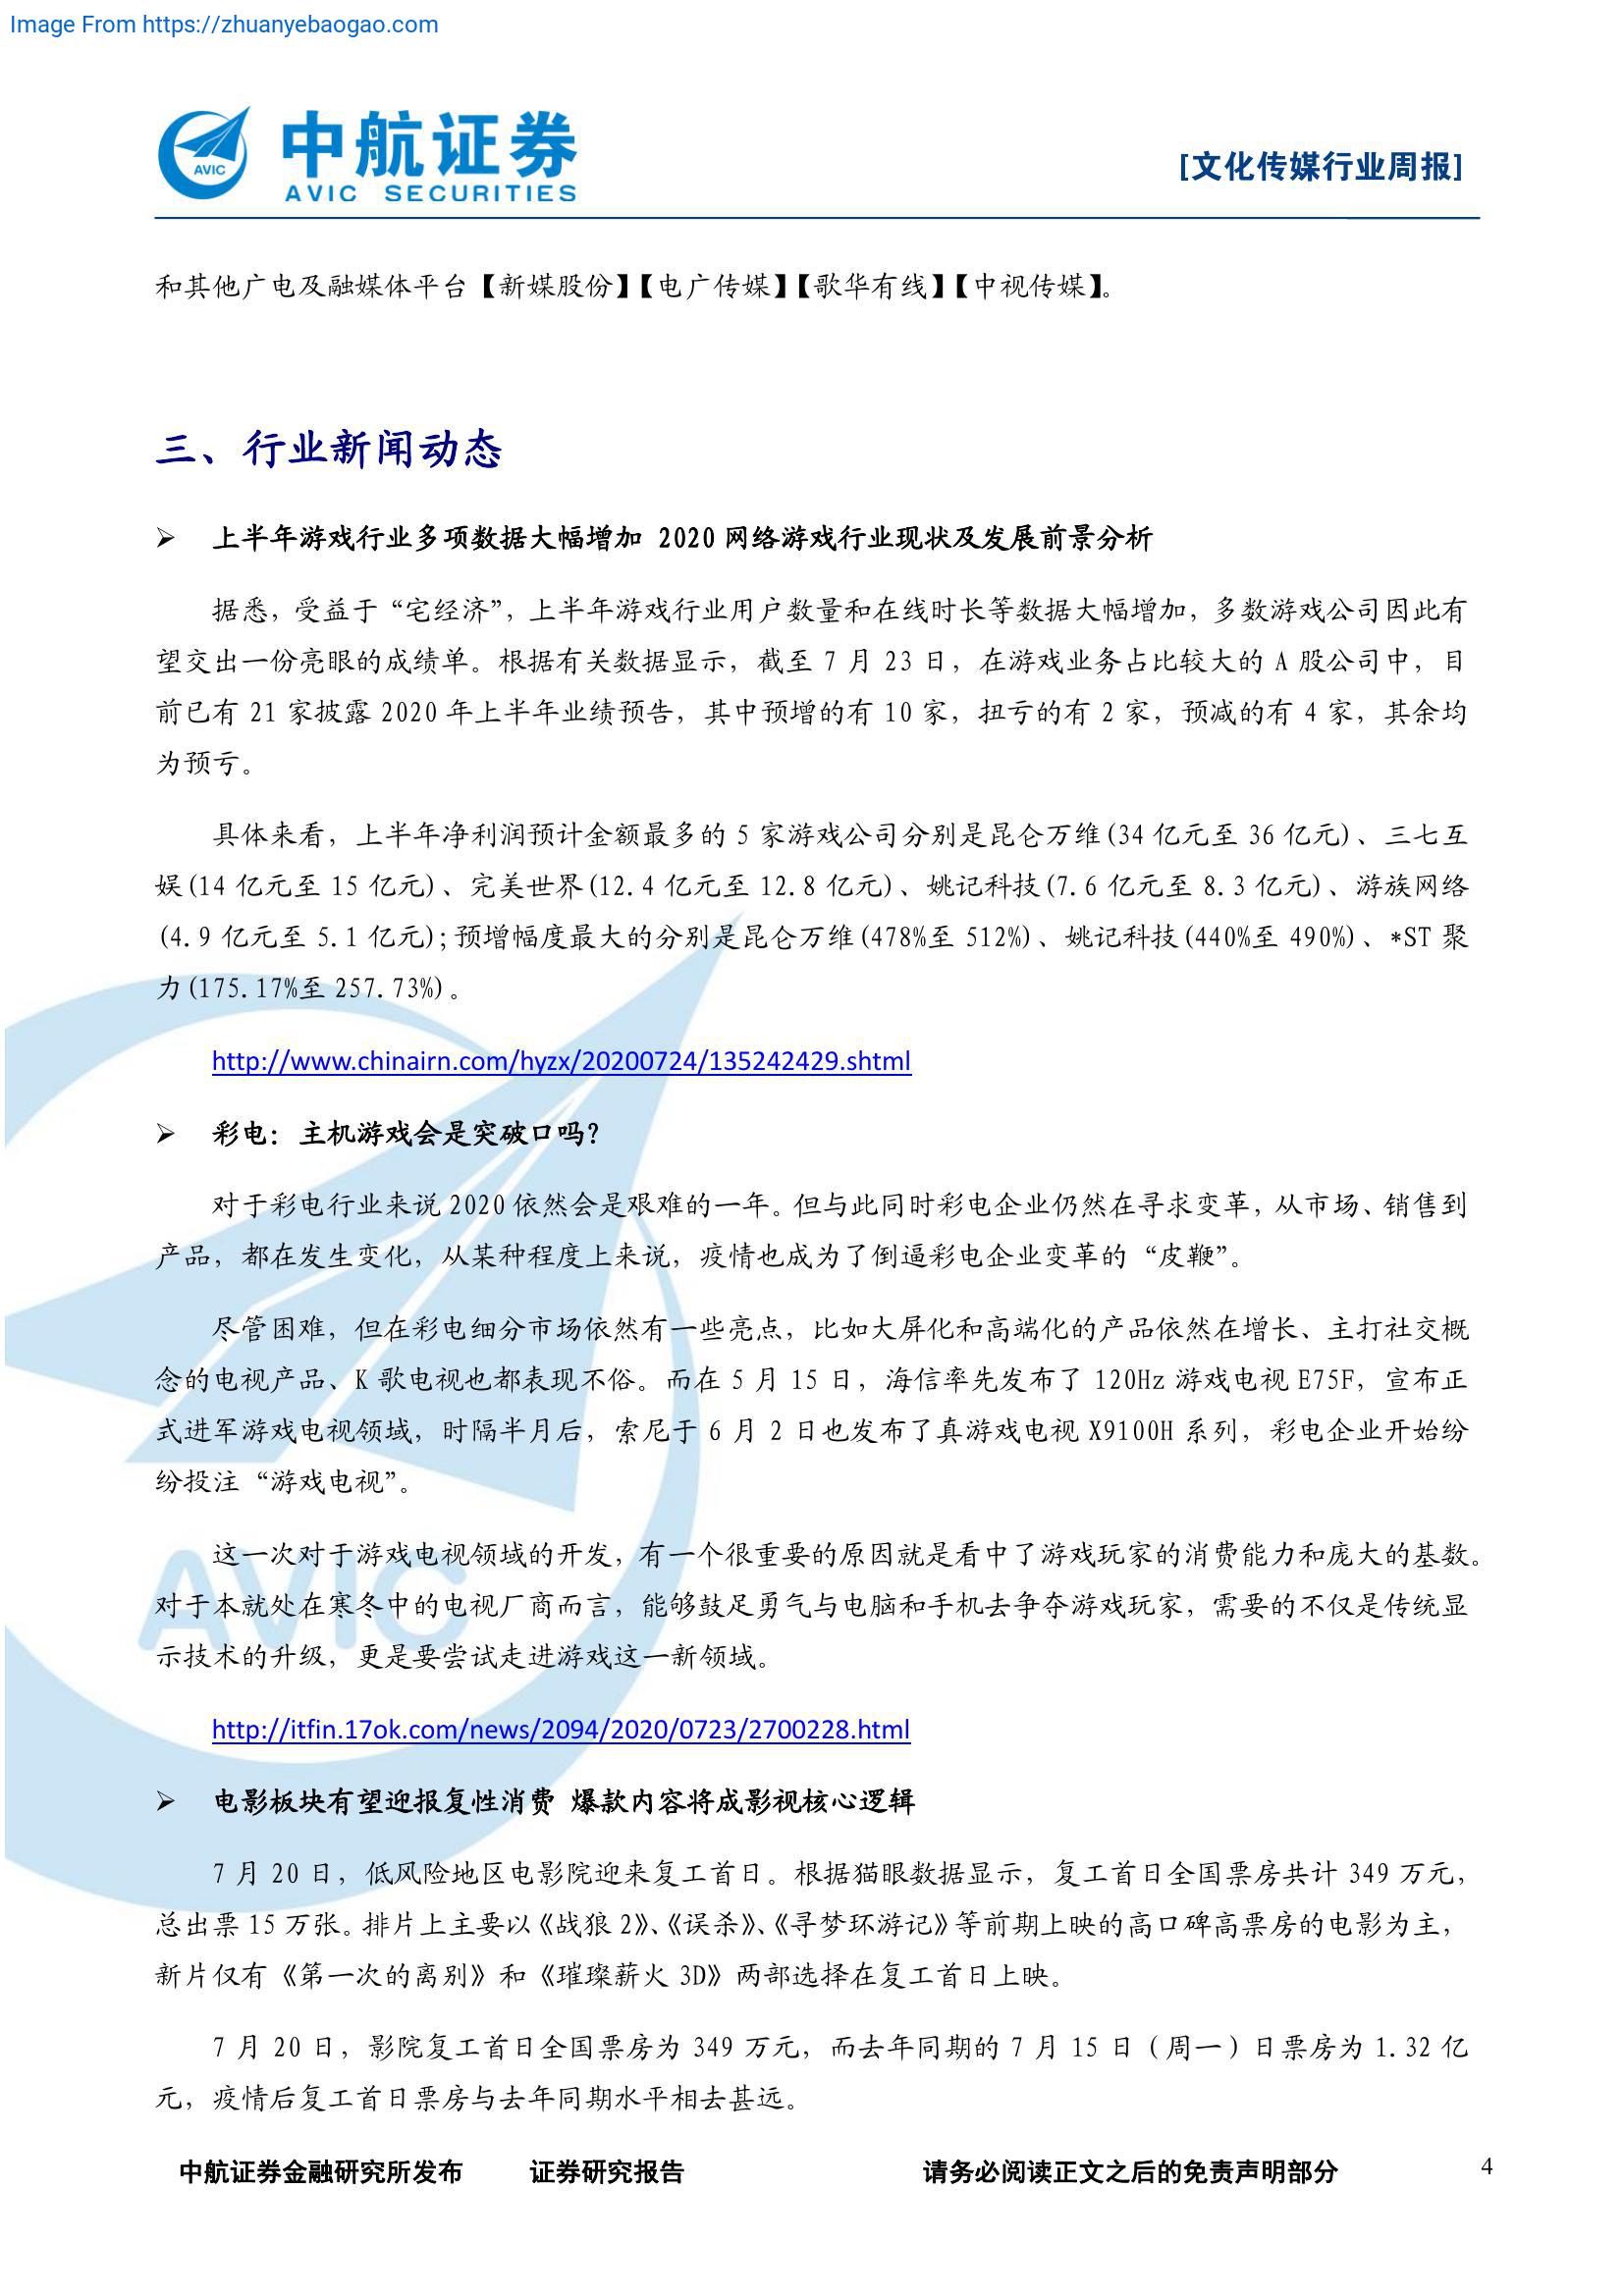 Image From https://zhuanyebaogao.com
AVIC
中航证券
AVIC SECURITIES
[文化传媒行业周报]
和其他广电及融媒体平台【新媒股份】【电广传媒】【歌华有线】【中视传媒】。
三、行业新闻动态
➢ 上半年游戏行业多项数据大幅增加 2020 网络游戏行业现状及发展前景分析
据悉，受益于“宅经济”，上半年游戏行业用户数量和在线时长等数据大幅增加，多数游戏公司因此有
望交出一份亮眼的成绩单。根据有关数据显示，截至 7 月 23 日，在游戏业务占比较大的 A 股公司中，目
前已有 21 家披露 2020 年上半年业绩预告，其中预增的有 10 家，扭亏的有 2 家，预减的有 4 家，其余均
为预亏。
具体来看，上半年净利润预计金额最多的 5 家游戏公司分别是昆仑万维(34 亿元至 36 亿元)、三七互
娱(14 亿元至 15 亿元)、完美世界(12.4 亿元至 12.8 亿元)、姚记科技(7.6 亿元至 8.3 亿元)、游族网络
(4.9 亿元至 5.1 亿元);预增幅度最大的分别是昆仑万维(478%至 512%)、姚记科技(440%至 490%)、*ST 聚
力(175.17%至 257.73%)。
http://www.chinairn.com/hyzx/20200724/135242429.shtml
➢ 彩电：主机游戏会是突破口吗？
对于彩电行业来说 2020 依然会是艰难的一年。但与此同时彩电企业仍然在寻求变革，从市场、销售到
产品，都在发生变化，从某种程度上来说，疫情也成为了倒逼彩电企业变革的“皮鞭”。
尽管困难，但在彩电细分市场依然有一些亮点，比如大屏化和高端化的产品依然在增长、主打社交概
念的电视产品、K 歌电视也都表现不俗。而在 5 月 15 日，海信率先发布了 120Hz 游戏电视 E75F，宣布正
式进军游戏电视领域，时隔半月后，索尼于 6 月 2 日也发布了真游戏电视 X9100H 系列，彩电企业开始纷
纷投注“游戏电视”。
这一次对于游戏电视领域的开发，有一个很重要的原因就是看中了游戏玩家的消费能力和庞大的基数。
对于本就处在寒冬中的电视厂商而言，能够鼓足勇气与电脑和手机去争夺游戏玩家，需要的不仅是传统显
示技术的升级，更是要尝试走进游戏这一新领域。
AVIC
http://itfin.17ok.com/news/2094/2020/0723/2700228.html
➢ 电影板块有望迎报复性消费 爆款内容将成影视核心逻辑
7 月 20 日，低风险地区电影院迎来复工首日。根据猫眼数据显示，复工首日全国票房共计 349 万元，
总出票 15 万张。排片上主要以《战狼 2》、《误杀》、《寻梦环游记》等前期上映的高口碑高票房的电影为主，
新片仅有《第一次的离别》和《璀璨薪火 3D》两部选择在复工首日上映。
7 月 20 日，影院复工首日全国票房为 349 万元，而去年同期的 7 月 15 日（周一）日票房为 1.32 亿
元，疫情后复工首日票房与去年同期水平相去甚远。
中航证券金融研究所发布 证券研究报告 请务必阅读正文之后的免责声明部分 4